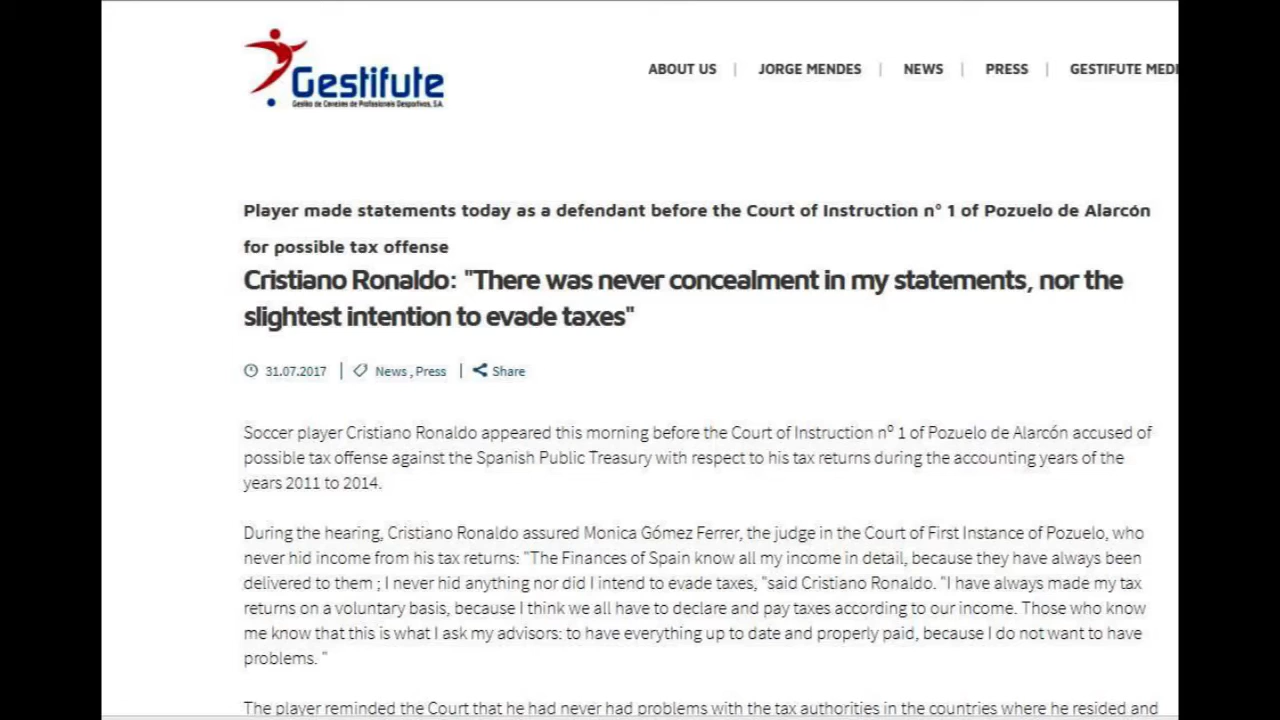 Gestifute
Gestão de Carreiras de Profissionais Desportivos, S.A.
ABOUT US | JORGE MENDES | NEWS | PRESS | GESTIFUTE MEDI
Player made statements today as a defendant before the Court of Instruction nº 1 of Pozuelo de Alarcón
for possible tax offense
Cristiano Ronaldo: "There was never concealment in my statements, nor the
slightest intention to evade taxes"
31.07.2017 | News , Press | Share
Soccer player Cristiano Ronaldo appeared this morning before the Court of Instruction nº 1 of Pozuelo de Alarcón accused of
possible tax offense against the Spanish Public Treasury with respect to his tax returns during the accounting years of the
years 2011 to 2014.
During the hearing, Cristiano Ronaldo assured Monica Gómez Ferrer, the judge in the Court of First Instance of Pozuelo, who
never hid income from his tax returns: "The Finances of Spain know all my income in detail, because they have always been
delivered to them ; I never hid anything nor did I intend to evade taxes, "said Cristiano Ronaldo. "I have always made my tax
returns on a voluntary basis, because I think we all have to declare and pay taxes according to our income. Those who know
me know that this is what I ask my advisors: to have everything up to date and properly paid, because I do not want to have
problems. "
The player reminded the Court that he had never had problems with the tax authorities in the countries where he resided and